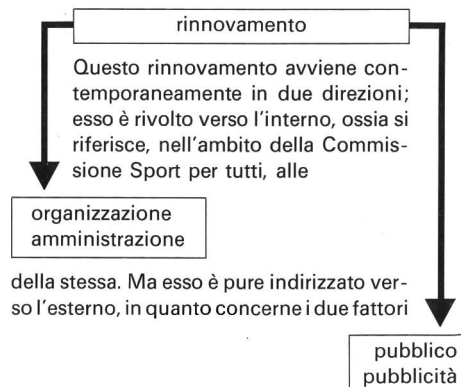 rinnovamento
Questo rinnovamento avviene con-
temporaneamente in due direzioni;
esso è rivolto verso l'interno, ossia si
riferisce, nell'ambito della Commis-
sione Sport per tutti, alle
organizzazione
amministrazione
della stessa. Ma esso è pure indirizzato ver-
so l'esterno, in quanto concerne i due fattori
pubblico
pubblicità